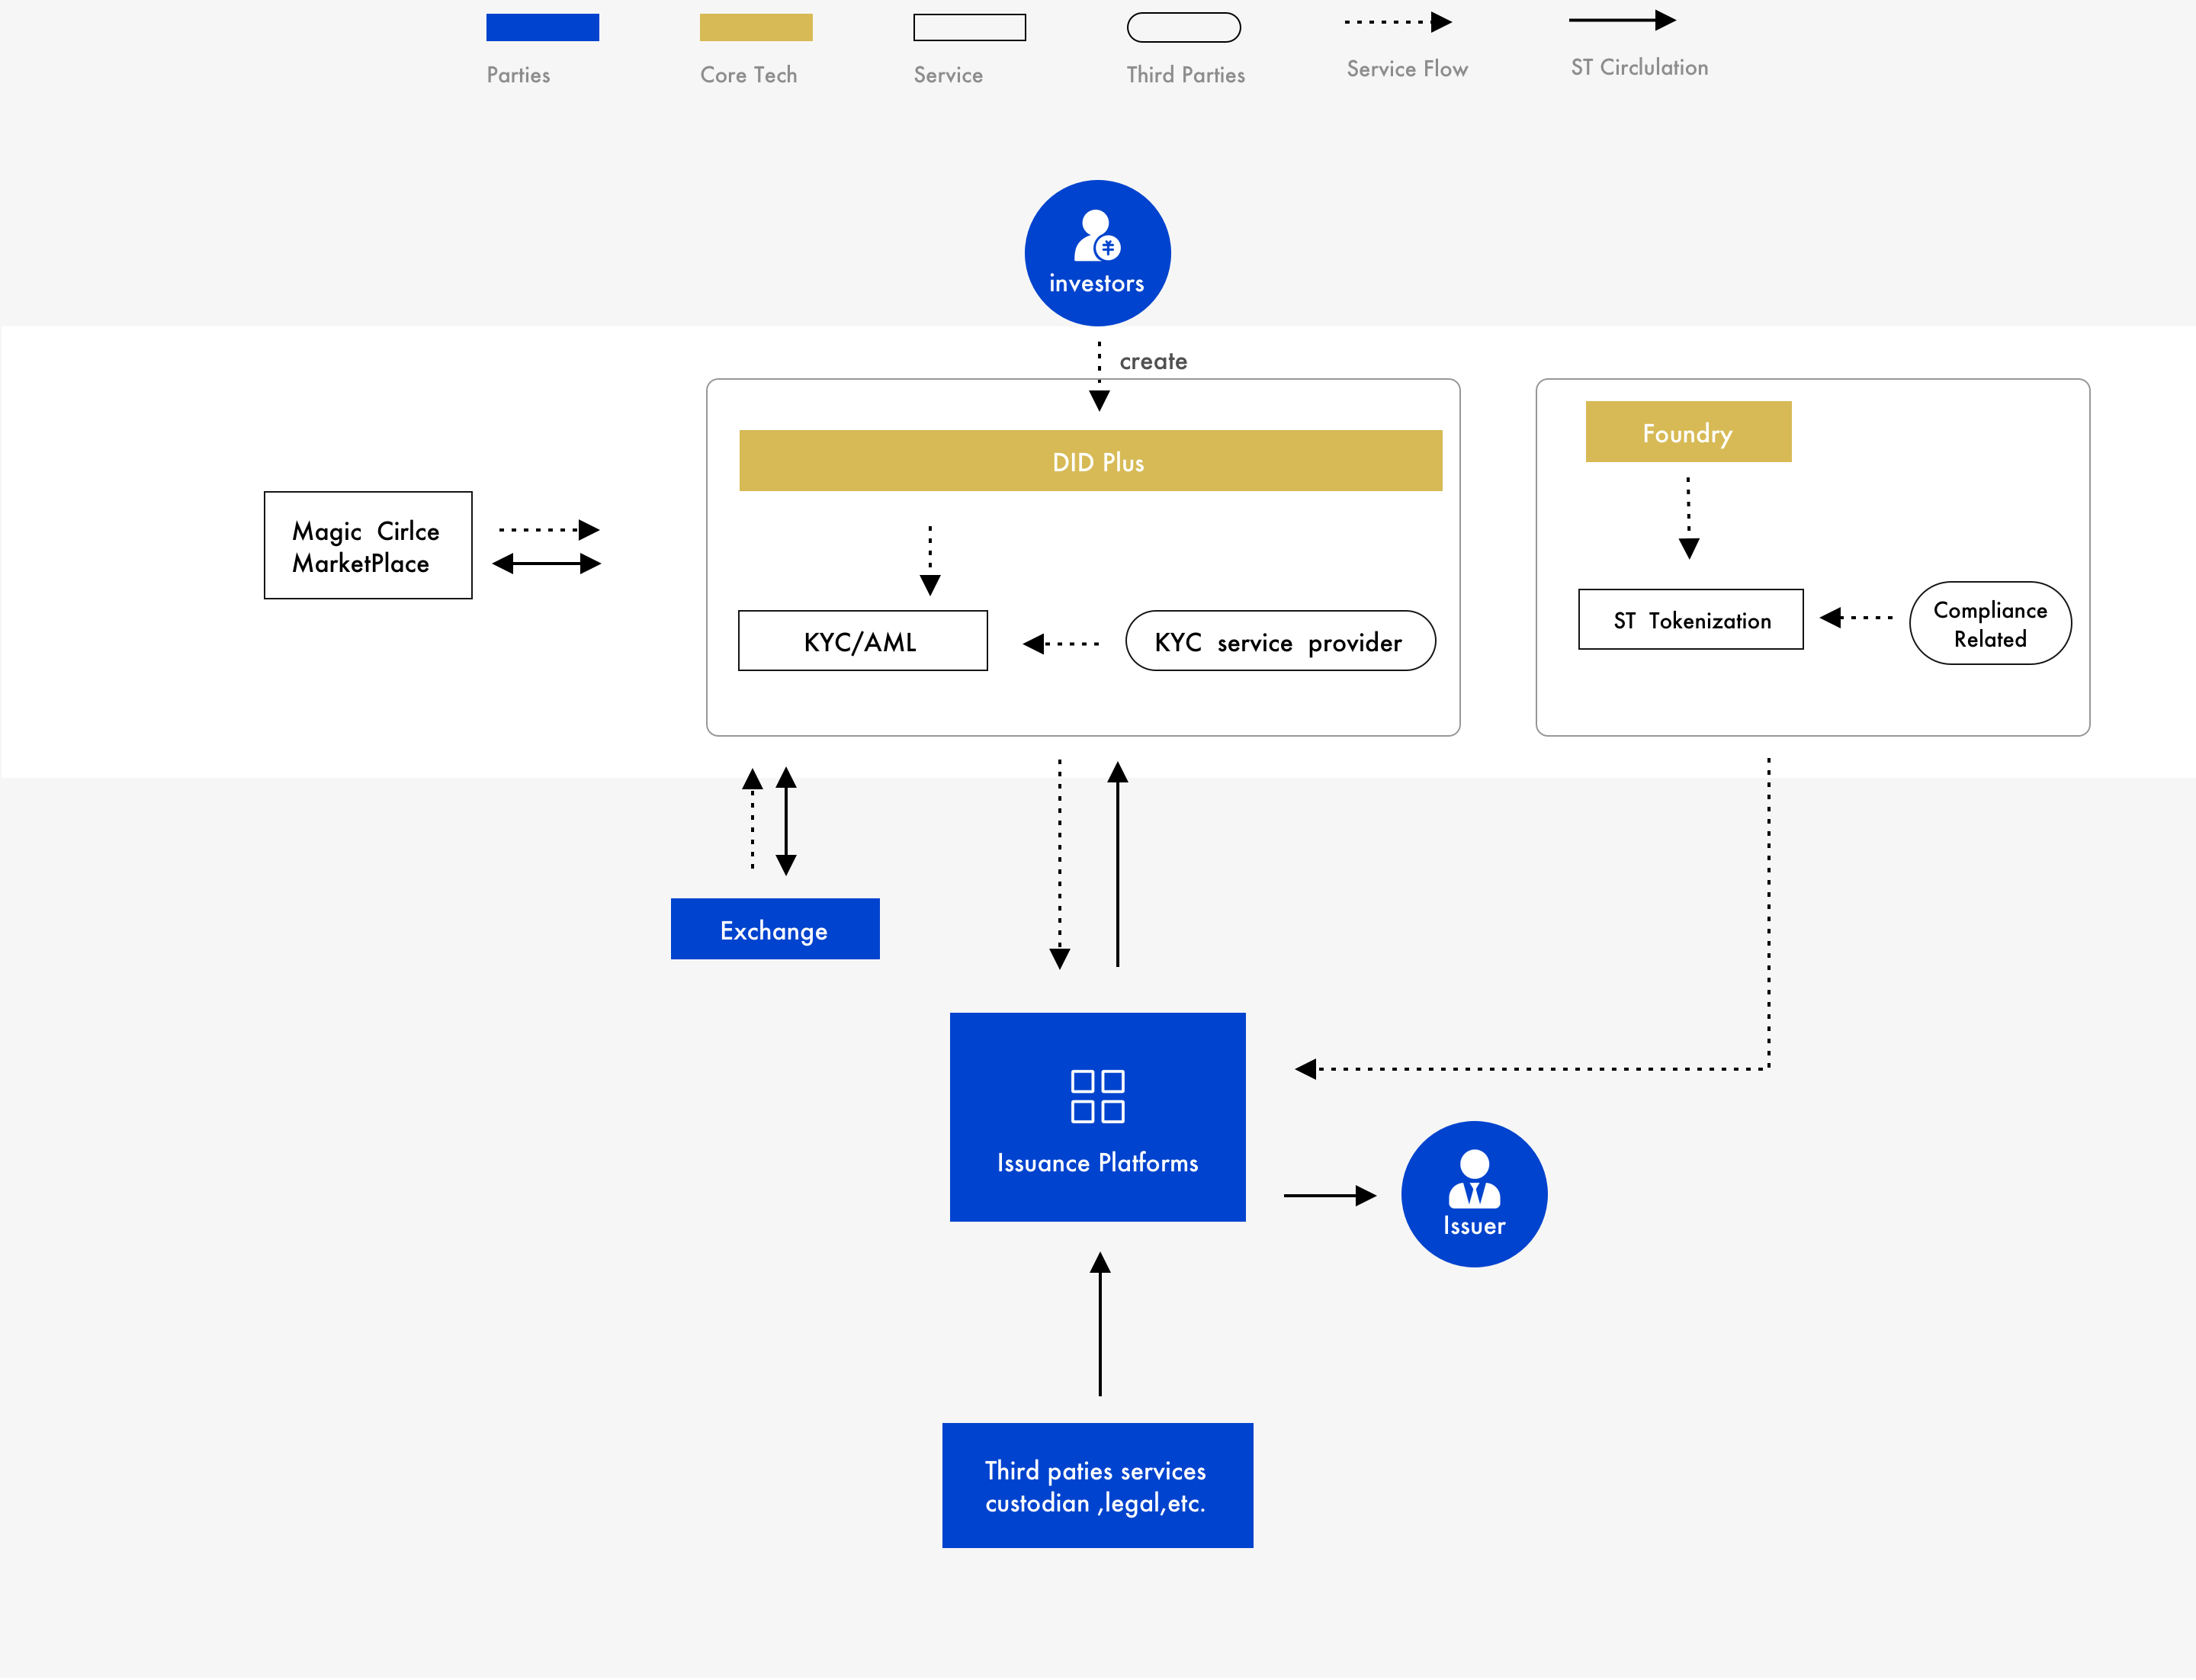 Parties
Core Tech
Service
Third Parties
Service Flow
ST Circlulation
investors
create
DID Plus
Foundry
Magic Cirlce
MarketPlace
KYC/AML
KYC service provider
ST Tokenization
Compliance
Related
Exchange
Issuance Platforms
Issuer
Third paties services
custodian ,legal,etc.